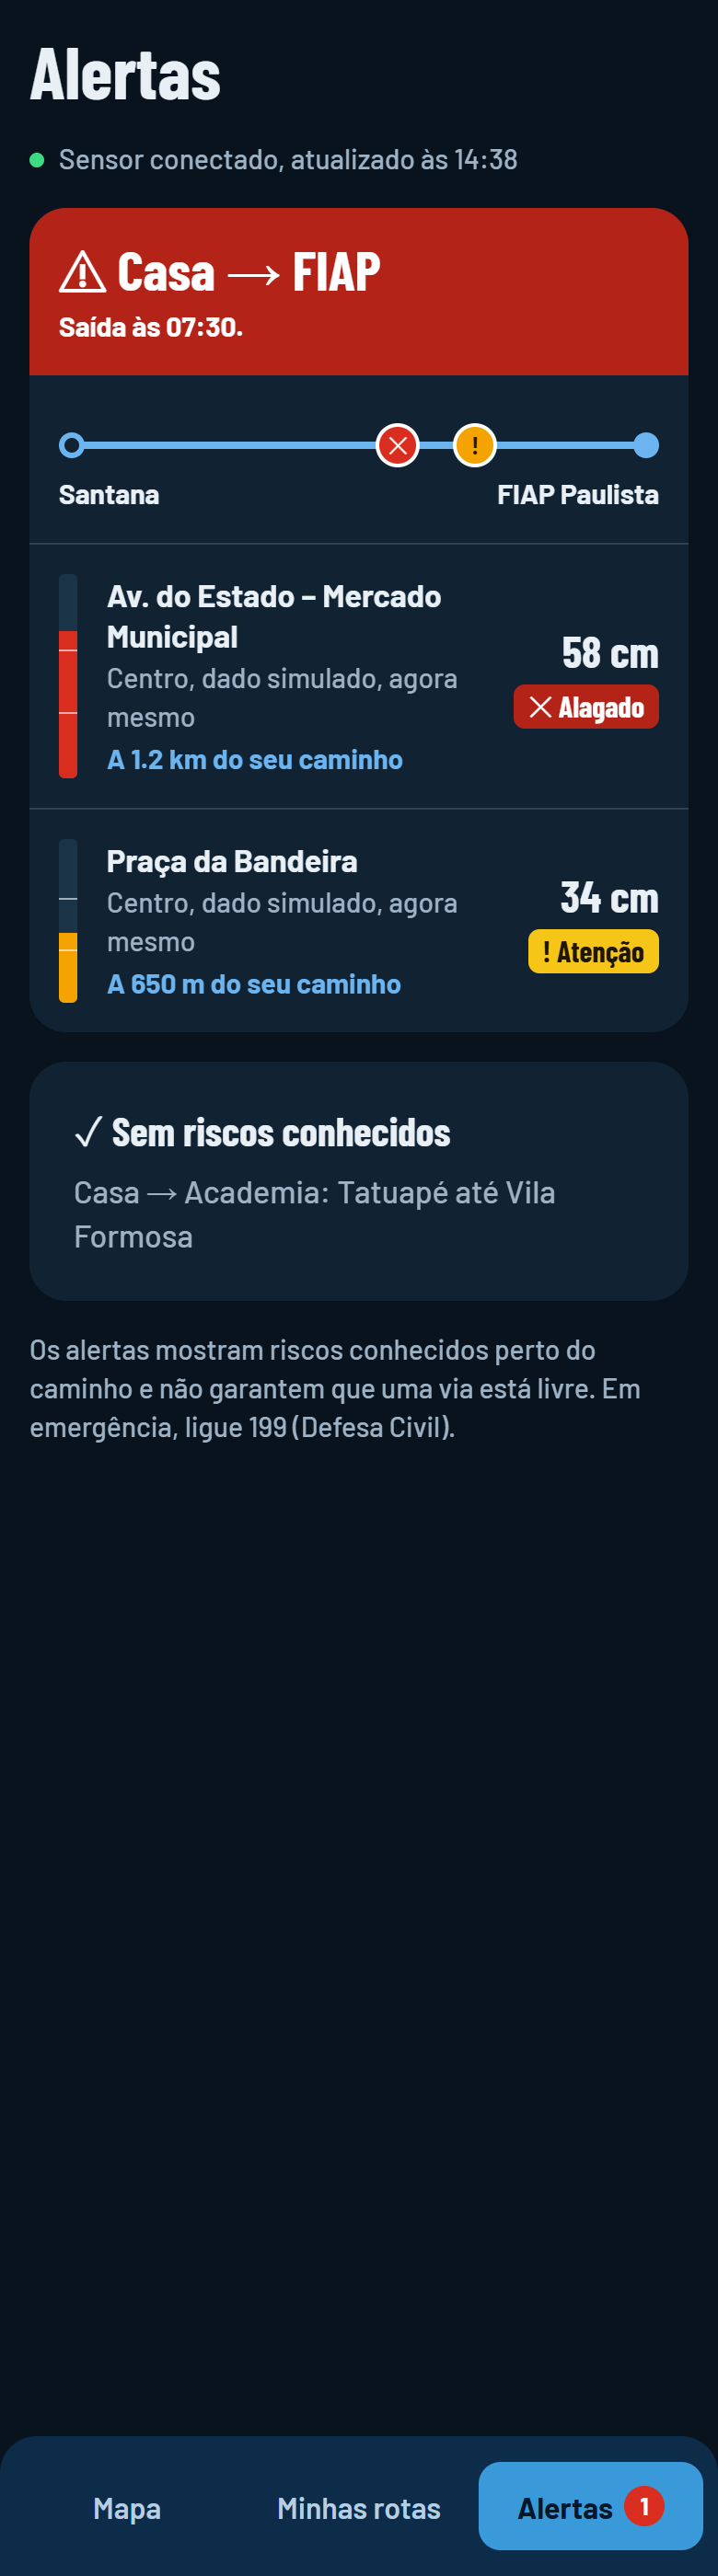 Alertas
Sensor conectado, atualizado às 14:38
Casa → FIAP
Saída às 07:30.
!
Santana
FIAP Paulista
Av. do Estado – Mercado
Municipal
Centro, dado simulado, agora
mesmo
A 1.2 km do seu caminho
58 cm
Alagado
Praça da Bandeira
Centro, dado simulado, agora
mesmo
A 650 m do seu caminho
34 cm
! Atenção
✓ Sem riscos conhecidos
Casa → Academia: Tatuapé até Vila
Formosa
Os alertas mostram riscos conhecidos perto do
caminho e não garantem que uma via está livre. Em
emergência, ligue 199 (Defesa Civil).
Mapa
Minhas rotas
Alertas 1